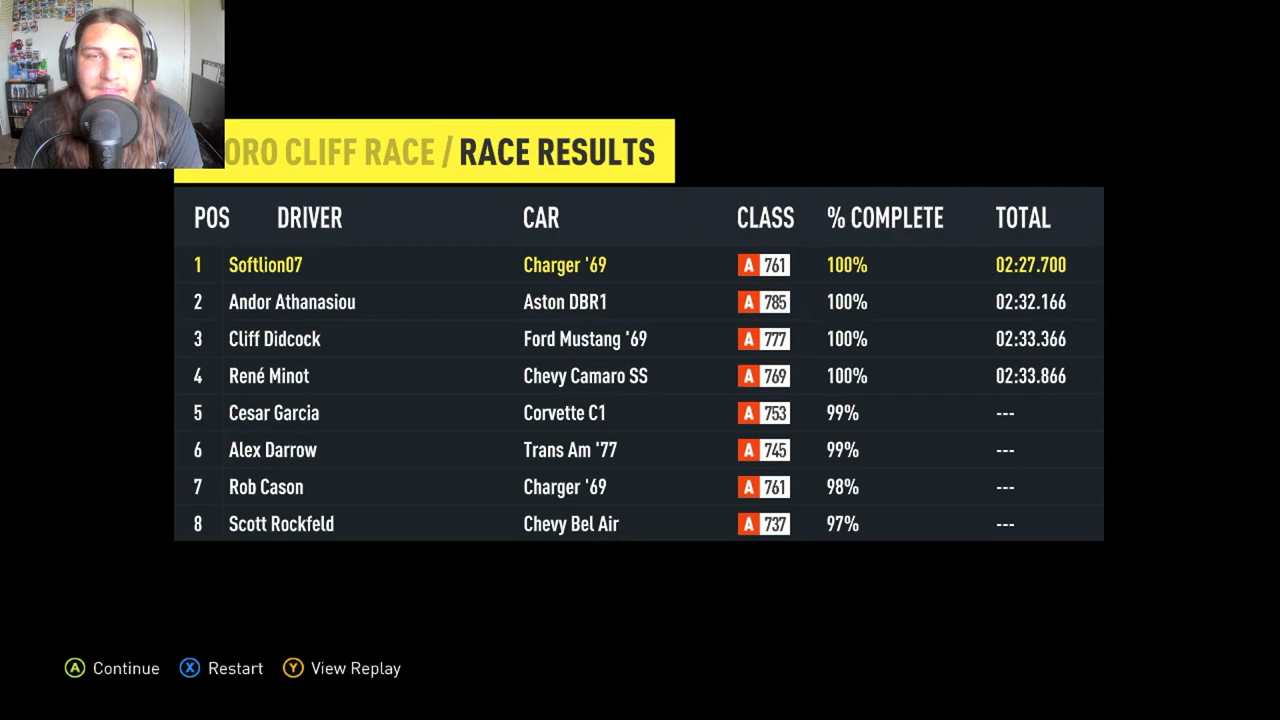 ORO CLIFF RACE / RACE RESULTS
POS DRIVER CAR CLASS % COMPLETE TOTAL
1 Softlion07 Charger '69 A 761 100% 02:27.700
2 Andor Athanasiou Aston DBR1 A 785 100% 02:32.166
3 Cliff Didcock Ford Mustang '69 A 777 100% 02:33.366
4 René Minot Chevy Camaro SS A 769 100% 02:33.866
5 Cesar Garcia Corvette C1 A 753 99% ---
6 Alex Darrow Trans Am '77 A 745 99% ---
7 Rob Cason Charger '69 A 761 98% ---
8 Scott Rockfeld Chevy Bel Air A 737 97% ---
A Continue X Restart Y View Replay